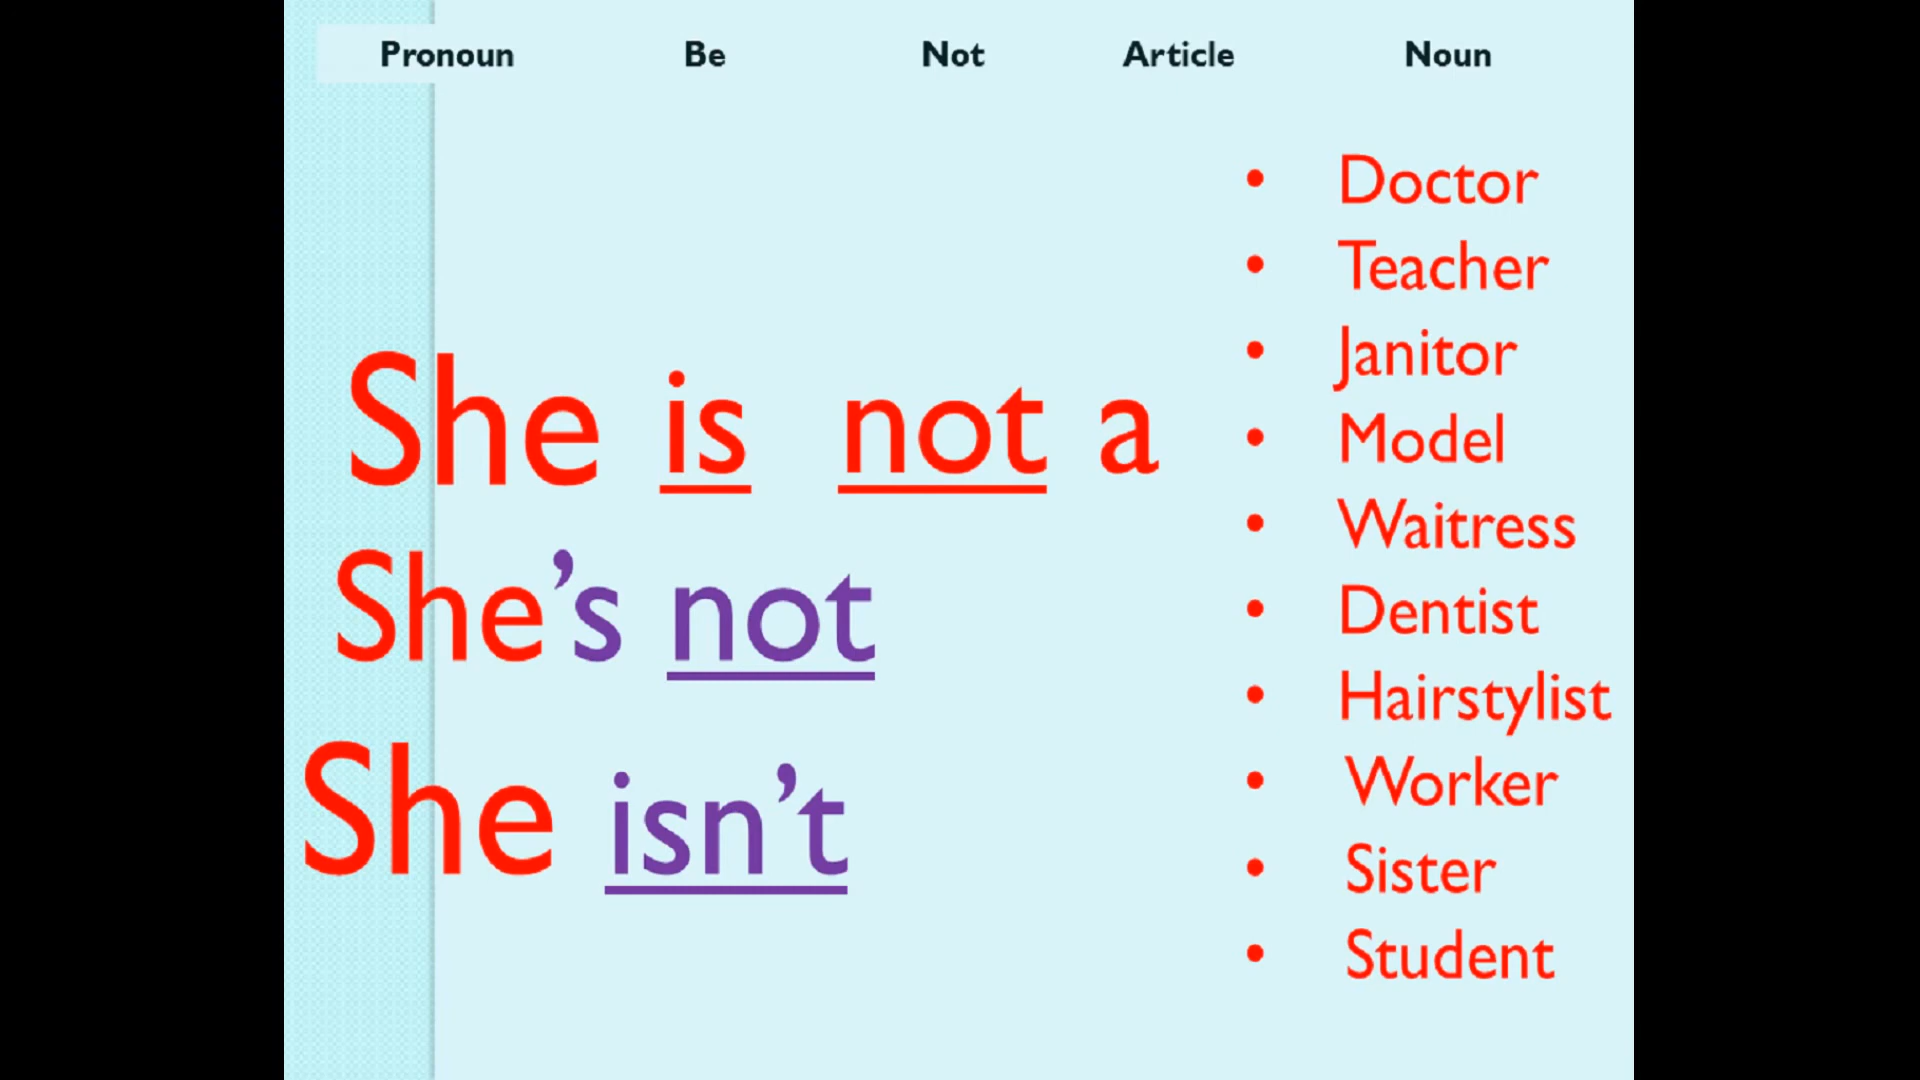 Pronoun Be Not Article Noun
She is not a
She's not
She isn't
• Doctor
• Teacher
• Janitor
• Model
• Waitress
• Dentist
• Hairstylist
• Worker
• Sister
• Student